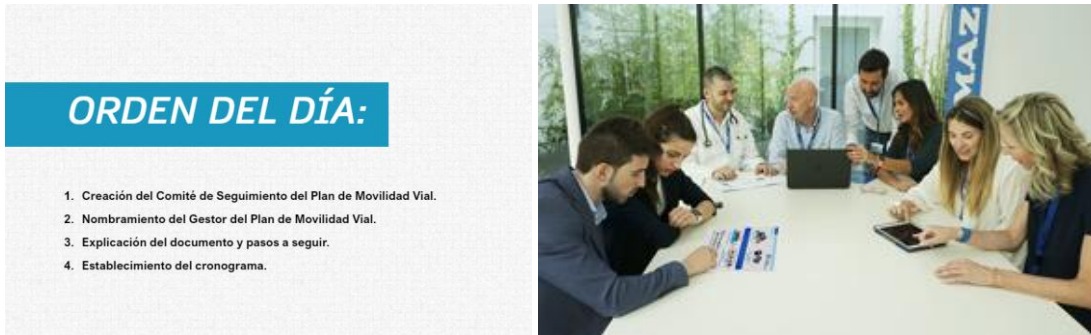 ORDEN DEL DÍA:
1. Creación del Comité de Seguimiento del Plan de Movilidad Vial.
2. Nombramiento del Gestor del Plan de Movilidad Vial.
3. Explicación del documento y pasos a seguir.
4. Establecimiento del cronograma.
MAZ